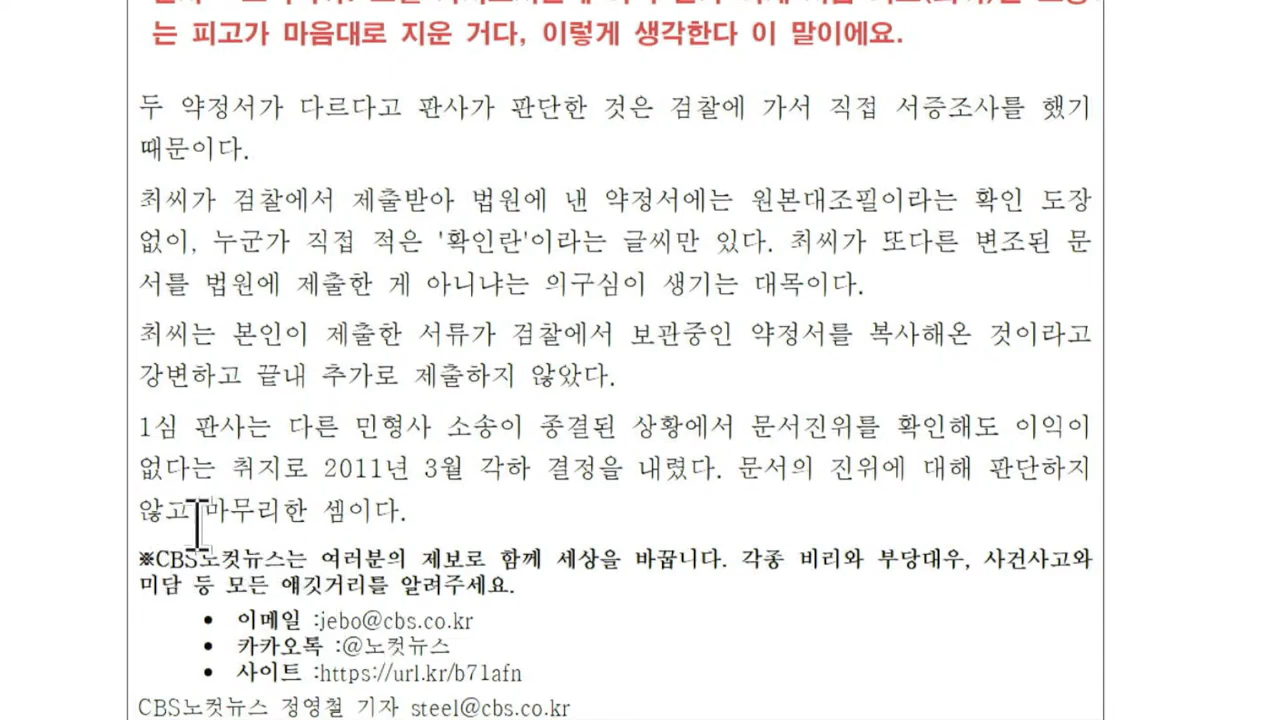 는 피고가 마음대로 지운 거다, 이렇게 생각한다 이 말이에요.
두 약정서가 다르다고 판사가 판단한 것은 검찰에 가서 직접 서증조사를 했기
때문이다.
최씨가 검찰에서 제출받아 법원에 낸 약정서에는 원본대조필이라는 확인 도장
없이, 누군가 직접 적은 '확인란'이라는 글씨만 있다. 최씨가 또다른 변조된 문
서를 법원에 제출한 게 아니냐는 의구심이 생기는 대목이다.
최씨는 본인이 제출한 서류가 검찰에서 보관중인 약정서를 복사해온 것이라고
강변하고 끝내 추가로 제출하지 않았다.
1심 판사는 다른 민형사 소송이 종결된 상황에서 문서진위를 확인해도 이익이
없다는 취지로 2011년 3월 각하 결정을 내렸다. 문서의 진위에 대해 판단하지
않고 마무리한 셈이다.
※CBS노컷뉴스는 여러분의 제보로 함께 세상을 바꿉니다. 각종 비리와 부당대우, 사건사고와
미담 등 모든 얘깃거리를 알려주세요.
• 이메일 :jebo@cbs.co.kr
• 카카오톡 :@노컷뉴스
• 사이트 :https://url.kr/b71afn
CBS노컷뉴스 정영철 기자 steel@cbs.co.kr